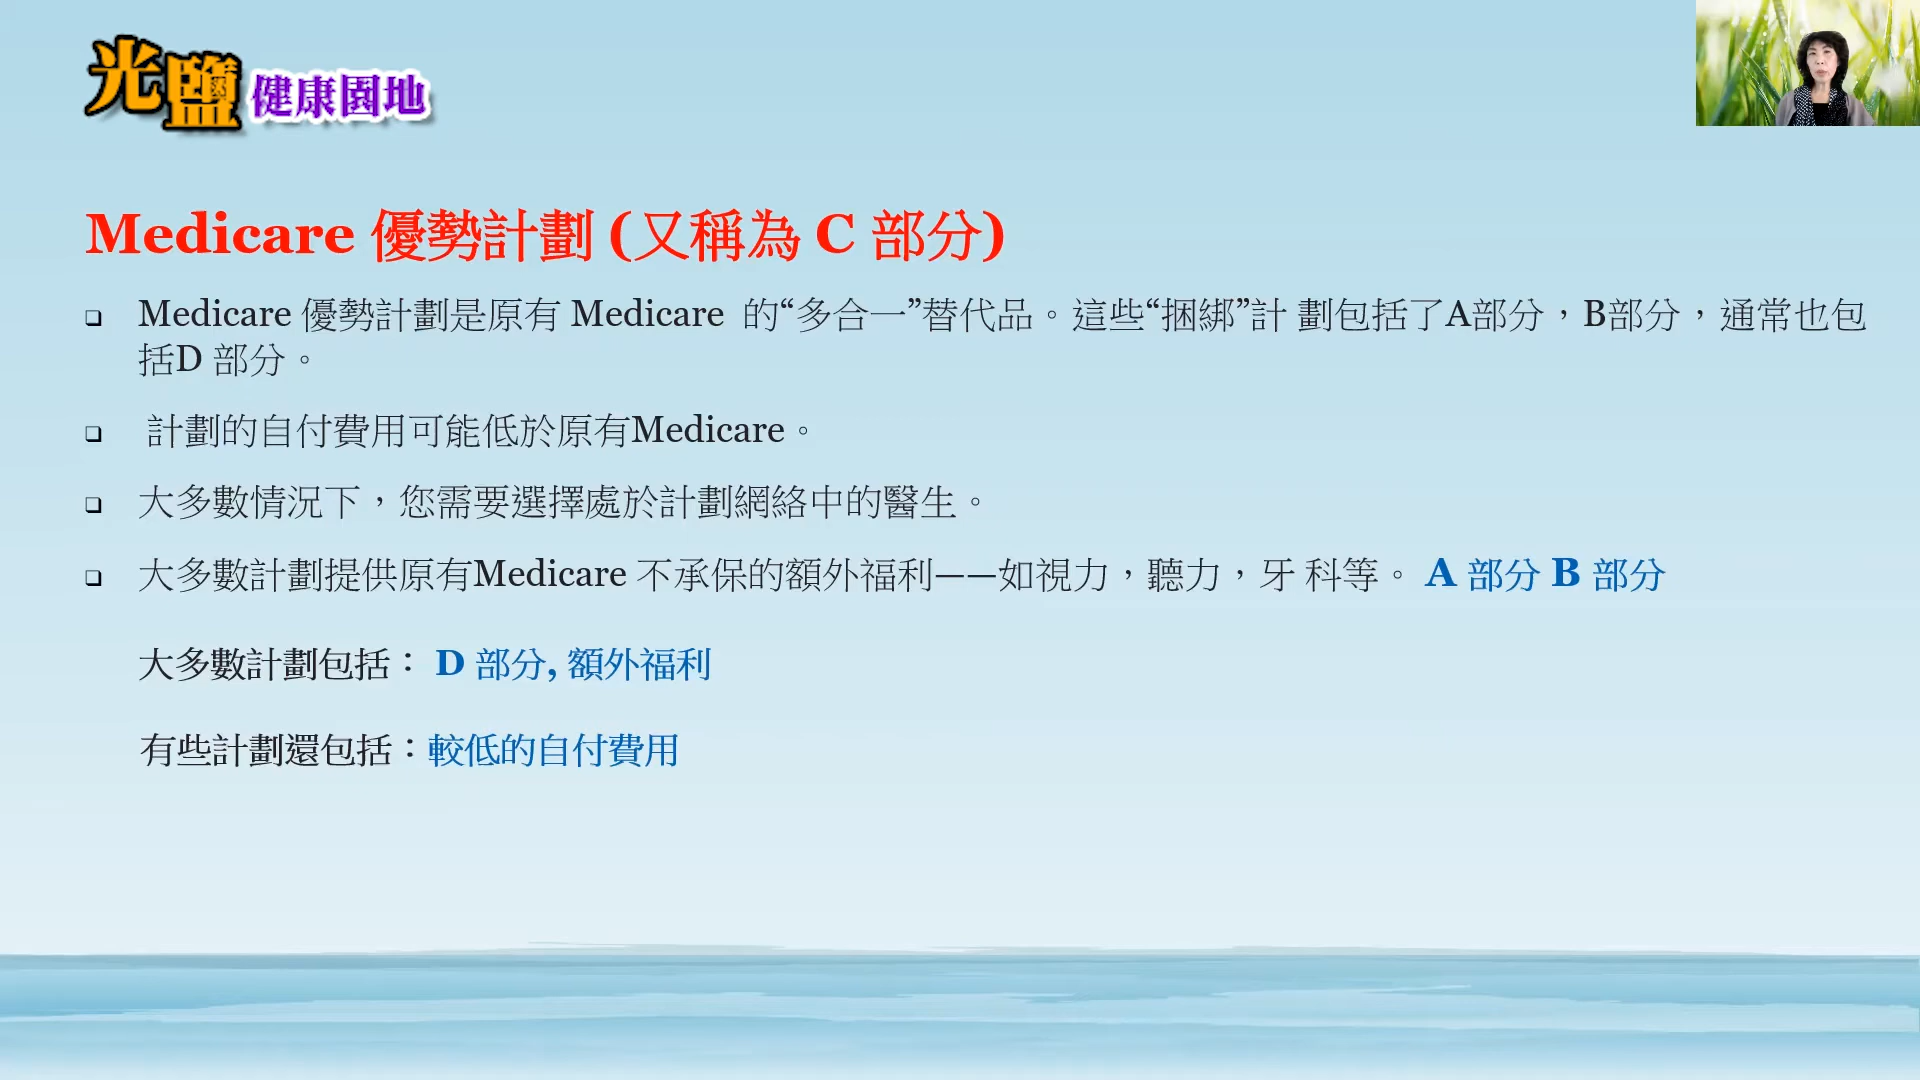 光鹽健康園地
Medicare 優勢計劃 (又稱為 C 部分)
❑ Medicare 優勢計劃是原有 Medicare 的“多合一”替代品。這些“捆綁”計 劃包括了A部分，B部分，通常也包
括D 部分。
❑ 計劃的自付費用可能低於原有Medicare。
❑ 大多數情況下，您需要選擇處於計劃網絡中的醫生。
❑ 大多數計劃提供原有Medicare 不承保的額外福利——如視力，聽力，牙 科等。 A 部分 B 部分
大多數計劃包括： D 部分, 額外福利
有些計劃還包括：較低的自付費用